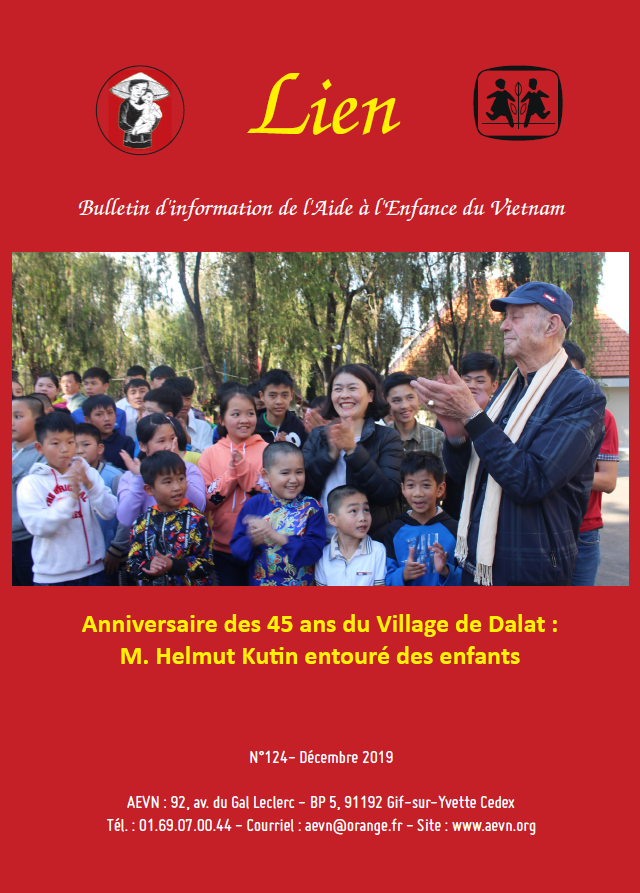 Lien
Bulletin d'information de l'Aide à l'Enfance du Vietnam
Anniversaire des 45 ans du Village de Dalat :
M. Helmut Kutin entouré des enfants
N°124- Décembre 2019
AEVN : 92, av. du Gal Leclerc - BP 5, 91192 Gif-sur-Yvette Cedex
Tél. : 01.69.07.00.44 - Courriel : aevn@orange.fr - Site : www.aevn.org